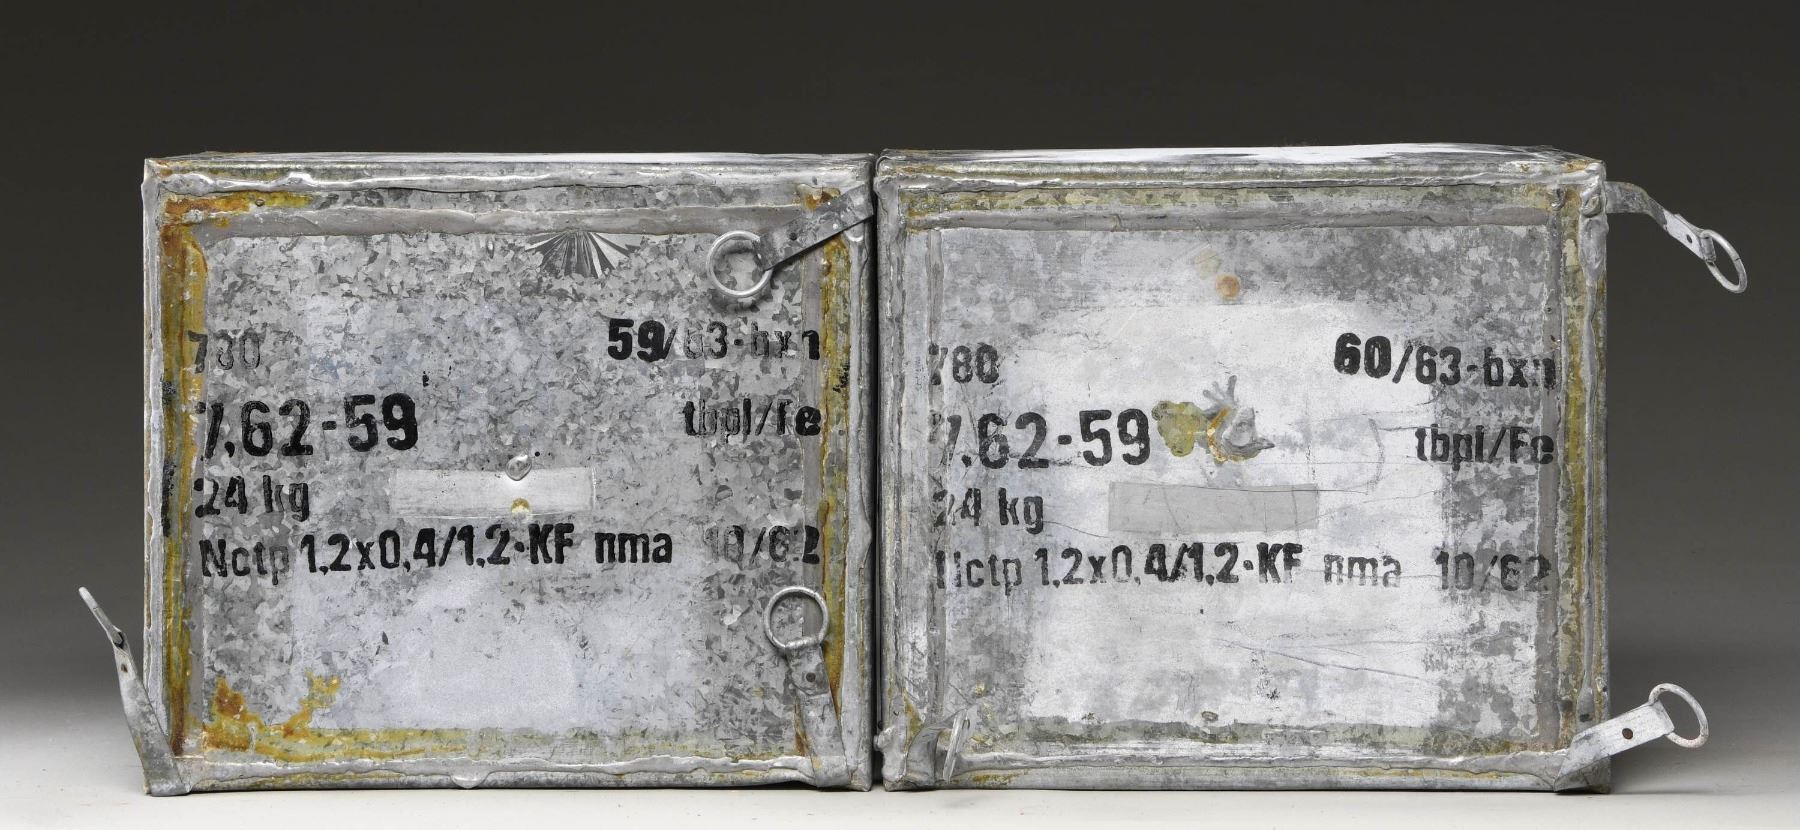 780 59/63-bxn
7,62-59 tbpl/Fe
24 kg
Nctp 1,2x0,4/1,2-KF nma 10/62
780 60/63-bxn
7,62-59 tbpl/Fe
24 kg
Nctp 1,2x0,4/1,2-KF nma 10/62